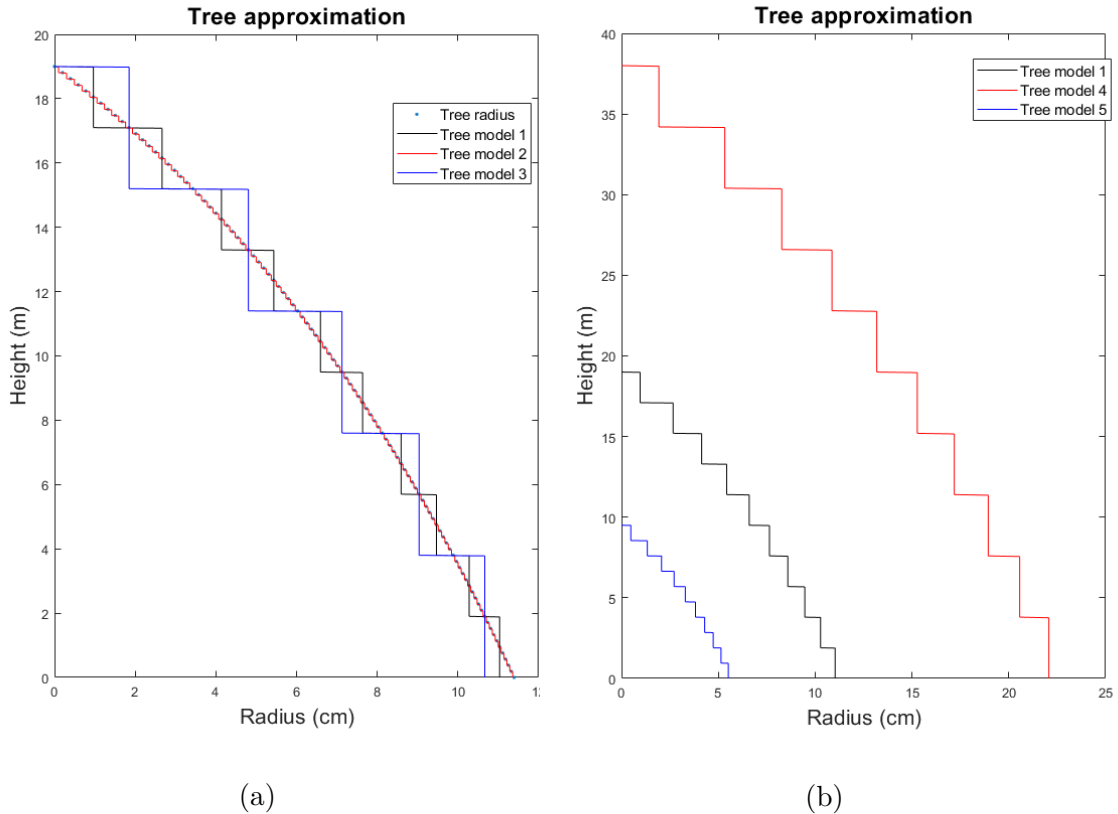 Tree approximation
20
18
16
14
12
10
8
6
4
2
0
Height (m)
0
2
4
6
8
10
12
Radius (cm)
Tree radius
Tree model 1
Tree model 2
Tree model 3
(a)
Tree approximation
40
35
30
25
20
15
10
5
0
Height (m)
0
5
10
15
20
25
Radius (cm)
Tree model 1
Tree model 4
Tree model 5
(b)